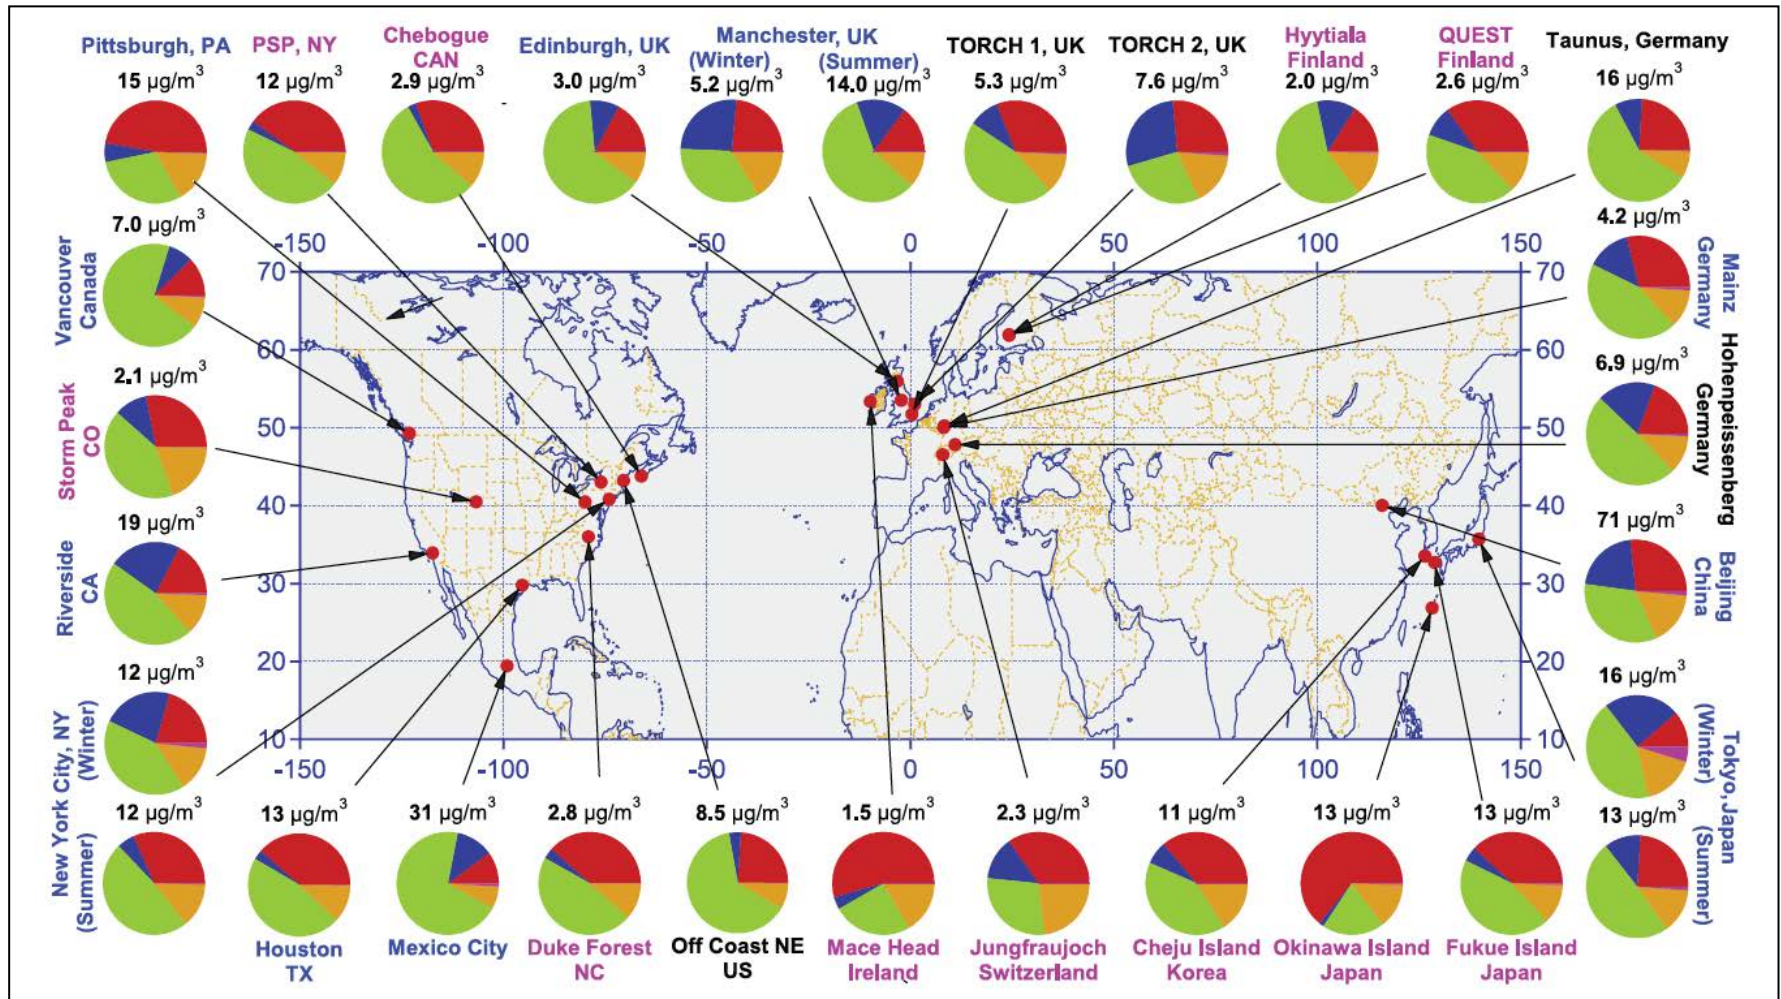 Pittsburgh, PA
15 µg/m³
PSP, NY
12 µg/m³
Chebogue
CAN
2.9 µg/m³
Edinburgh, UK
3.0 µg/m³
Manchester, UK
(Winter)
5.2 µg/m³
(Summer)
14.0 µg/m³
TORCH 1, UK
5.3 µg/m³
TORCH 2, UK
7.6 µg/m³
Hyytiala
Finland
2.0 µg/m³
QUEST
Finland
2.6 µg/m³
Taunus, Germany
16 µg/m³
Vancouver
Canada
7.0 µg/m³
Storm Peak
CO
2.1 µg/m³
Riverside
CA
19 µg/m³
New York City, NY
(Winter)
12 µg/m³
(Summer)
12 µg/m³
-150
-100
-50
0
50
100
150
70
60
50
40
30
20
10
70
60
50
40
30
20
10
-150
-100
-50
0
50
100
150
4.2 µg/m³
Mainz
Germany
6.9 µg/m³
Hohenpeissenberg
Germany
71 µg/m³
Beijing
China
16 µg/m³
Tokyo, Japan
(Winter)
13 µg/m³
(Summer)
13 µg/m³
Houston
TX
31 µg/m³
Mexico City
2.8 µg/m³
Duke Forest
NC
8.5 µg/m³
Off Coast NE
US
1.5 µg/m³
Mace Head
Ireland
2.3 µg/m³
Jungfraujoch
Switzerland
11 µg/m³
Cheju Island
Korea
13 µg/m³
Okinawa Island
Japan
13 µg/m³
Fukue Island
Japan